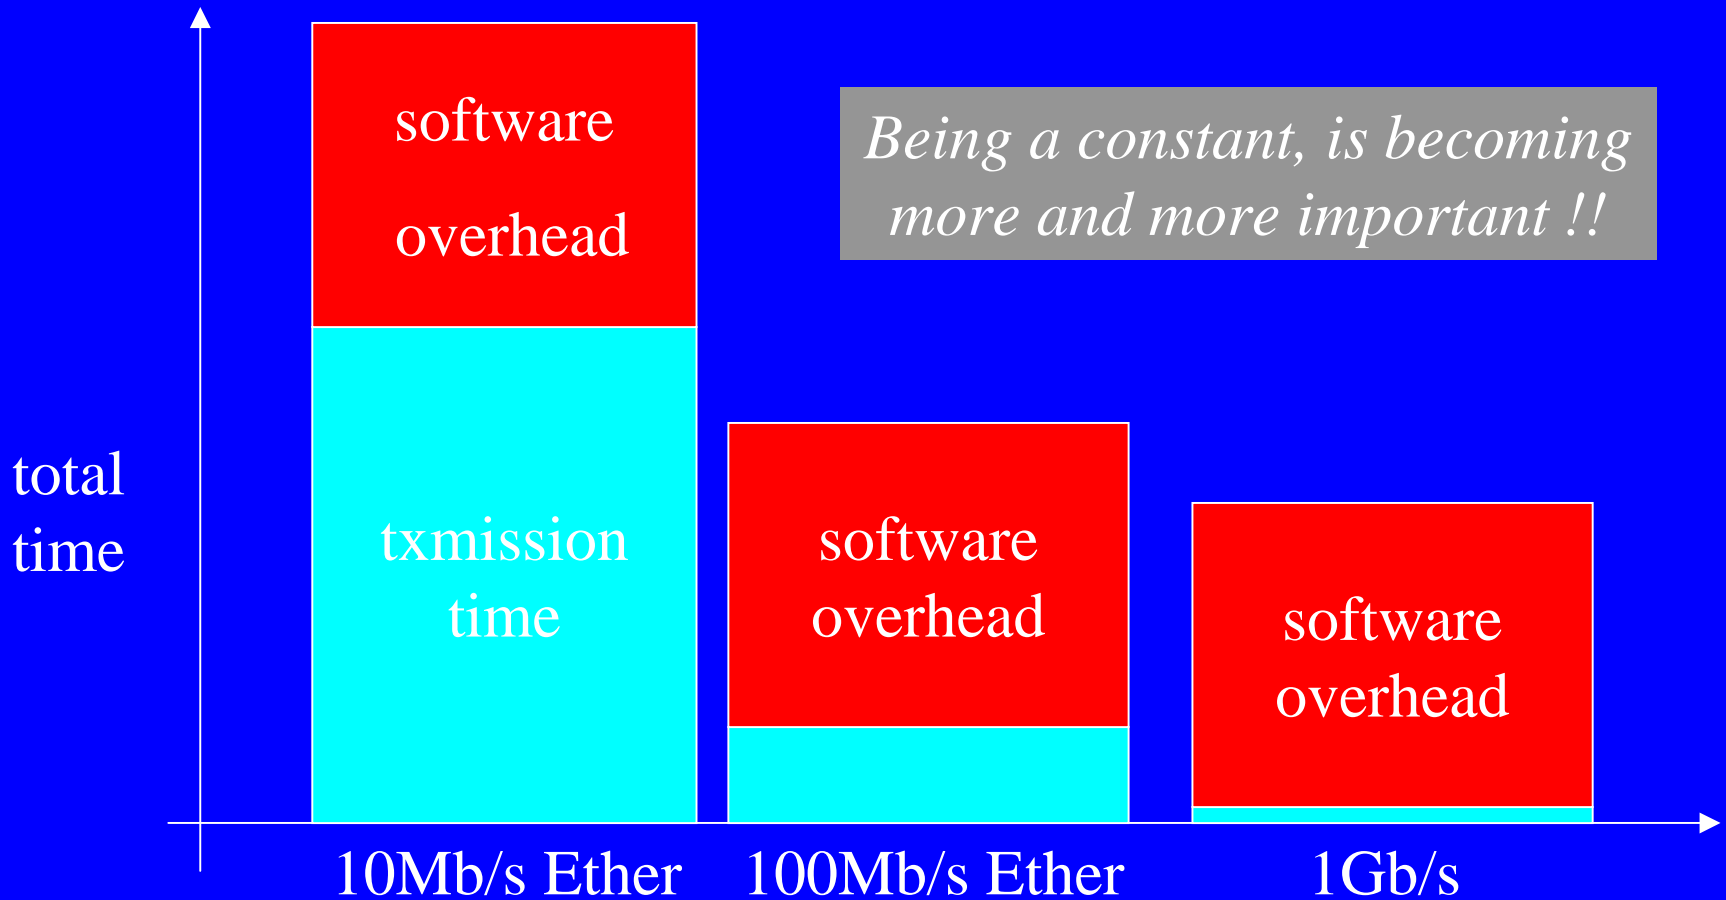 software
overhead
Being a constant, is becoming
more and more important !!
total
time
txmission
time
software
overhead
software
overhead
10Mb/s Ether
100Mb/s Ether
1Gb/s